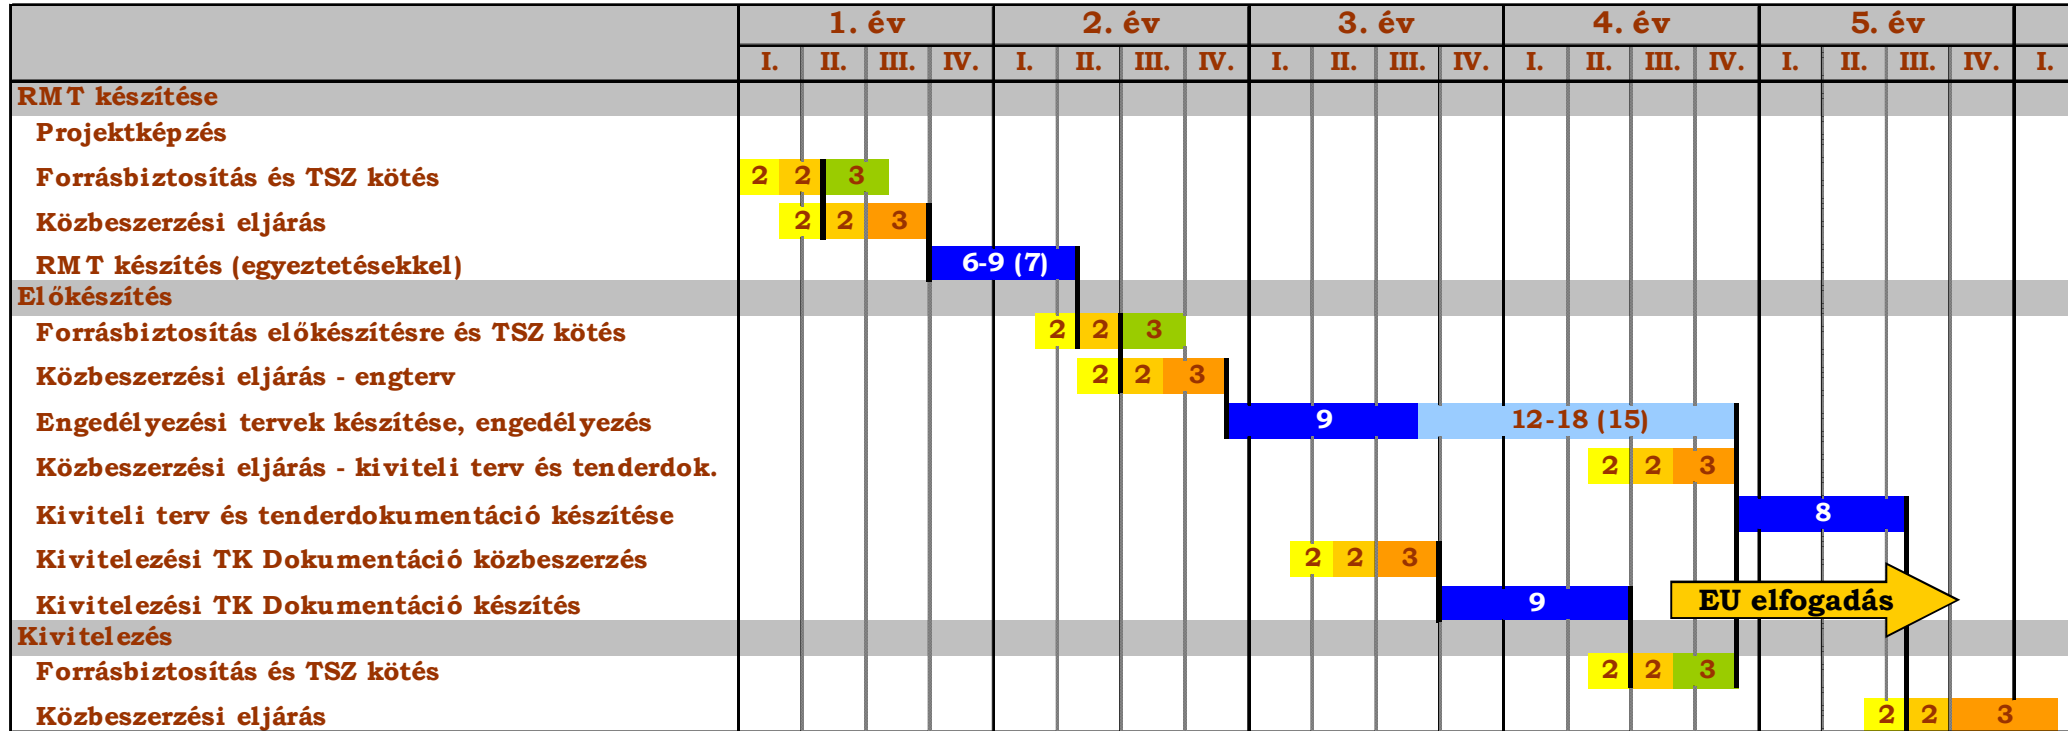 1. év 2. év 3. év 4. év 5. év
I. II. III. IV. I. II. III. IV. I. II. III. IV. I. II. III. IV. I. II. III. IV. I.
RMT készítése
Projektképzés
Forrásbiztosítás és TSZ kötés 2 2 3
Közbeszerzési eljárás 2 2 3
RMT készítés (egyeztetésekkel) 6-9 (7)
Előkészítés
Forrásbiztosítás előkészítésre és TSZ kötés 2 2 3
Közbeszerzési eljárás - engterv 2 2 3
Engedélyezési tervek készítése, engedélyezés 9 12-18 (15)
Közbeszerzési eljárás - kiviteli terv és tenderdok. 2 2 3
Kiviteli terv és tenderdokumentáció készítése 8
Kivitelezési TK Dokumentáció közbeszerzés 2 2 3
Kivitelezési TK Dokumentáció készítés 9 EU elfogadás
Kivitelezés
Forrásbiztosítás és TSZ kötés 2 2 3
Közbeszerzési eljárás 2 2 3